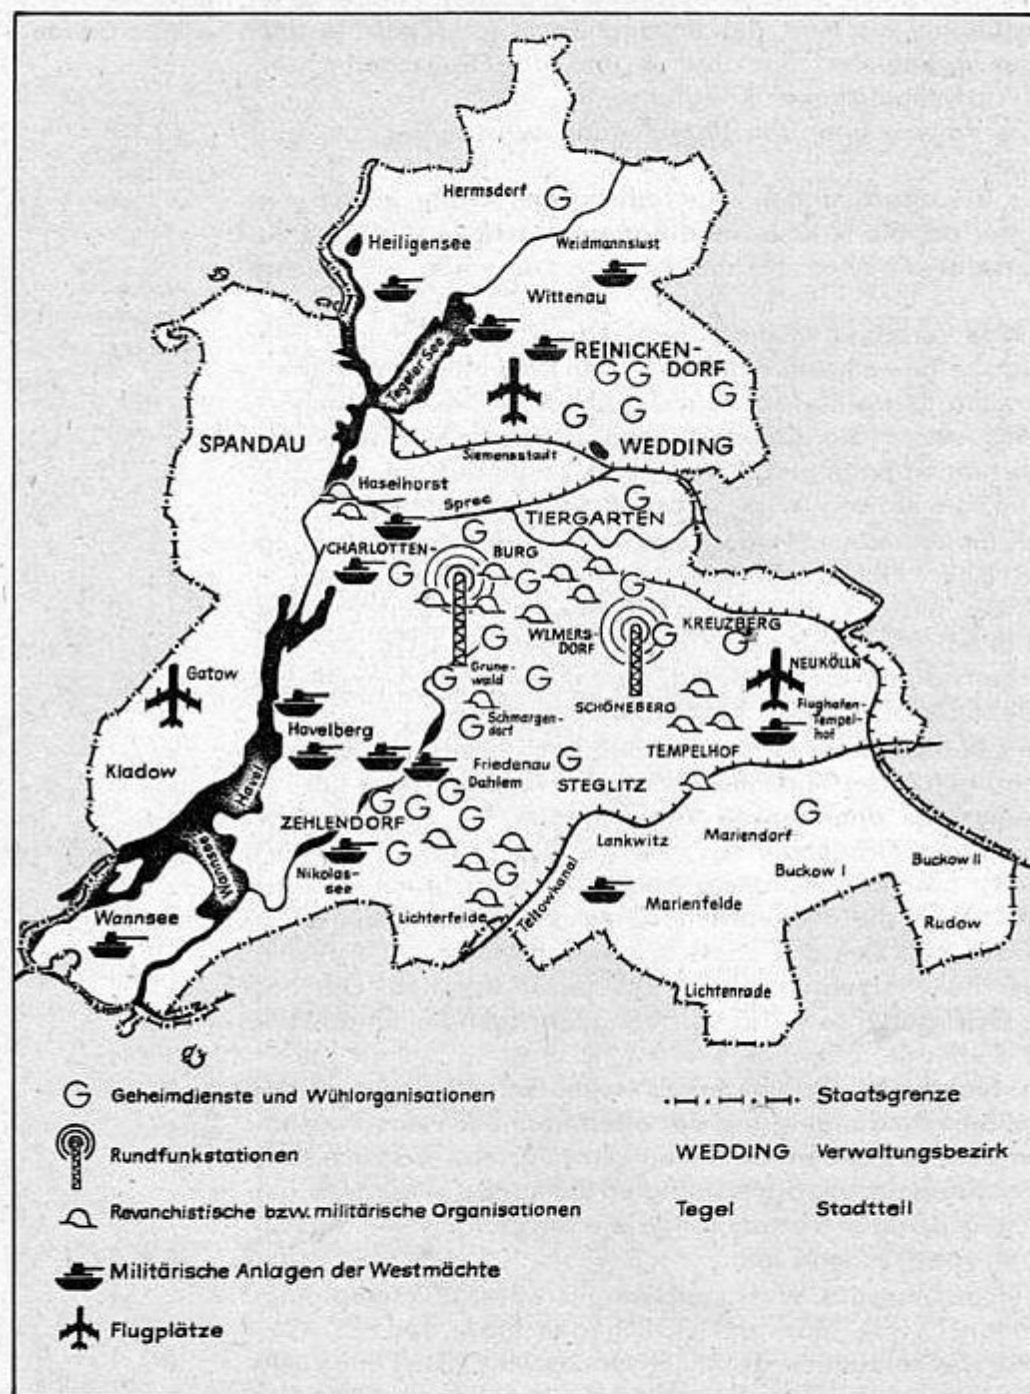 Hermsdorf
Heiligensee
Weidmannslust
Wittenau
Tegeler See
REINICKEN-
DORF
SPANDAU
WEDDING
Siemensstadt
Haselhorst
Spree
TIERGARTEN
CHARLOTTEN-
BURG
KREUZBERG
WLMERS-
DORF
NEUKÖLLN
Grune-
wald
Gatow
SCHÖNEBERG
Flughafen-
Tempel-
hof
Schmargen-
dorf
Havelberg
TEMPELHOF
Friedenau
Dahlem
STEGLITZ
Kladow
Havel
ZEHLENDORF
Lankwitz
Mariendorf
Buckow I
Buckow II
Nikolas-
see
Wannsee
Teltowkanal
Wannsee
Lichterfelde
Marienfelde
Rudow
Lichtenrade
G Geheimdienste und Wühlorganisationen
Rundfunkstationen
Revanchistische bzw. militärische Organisationen
Militärische Anlagen der Westmächte
Flugplätze
Staatsgrenze
WEDDING Verwaltungsbezirk
Tegel Stadtteil